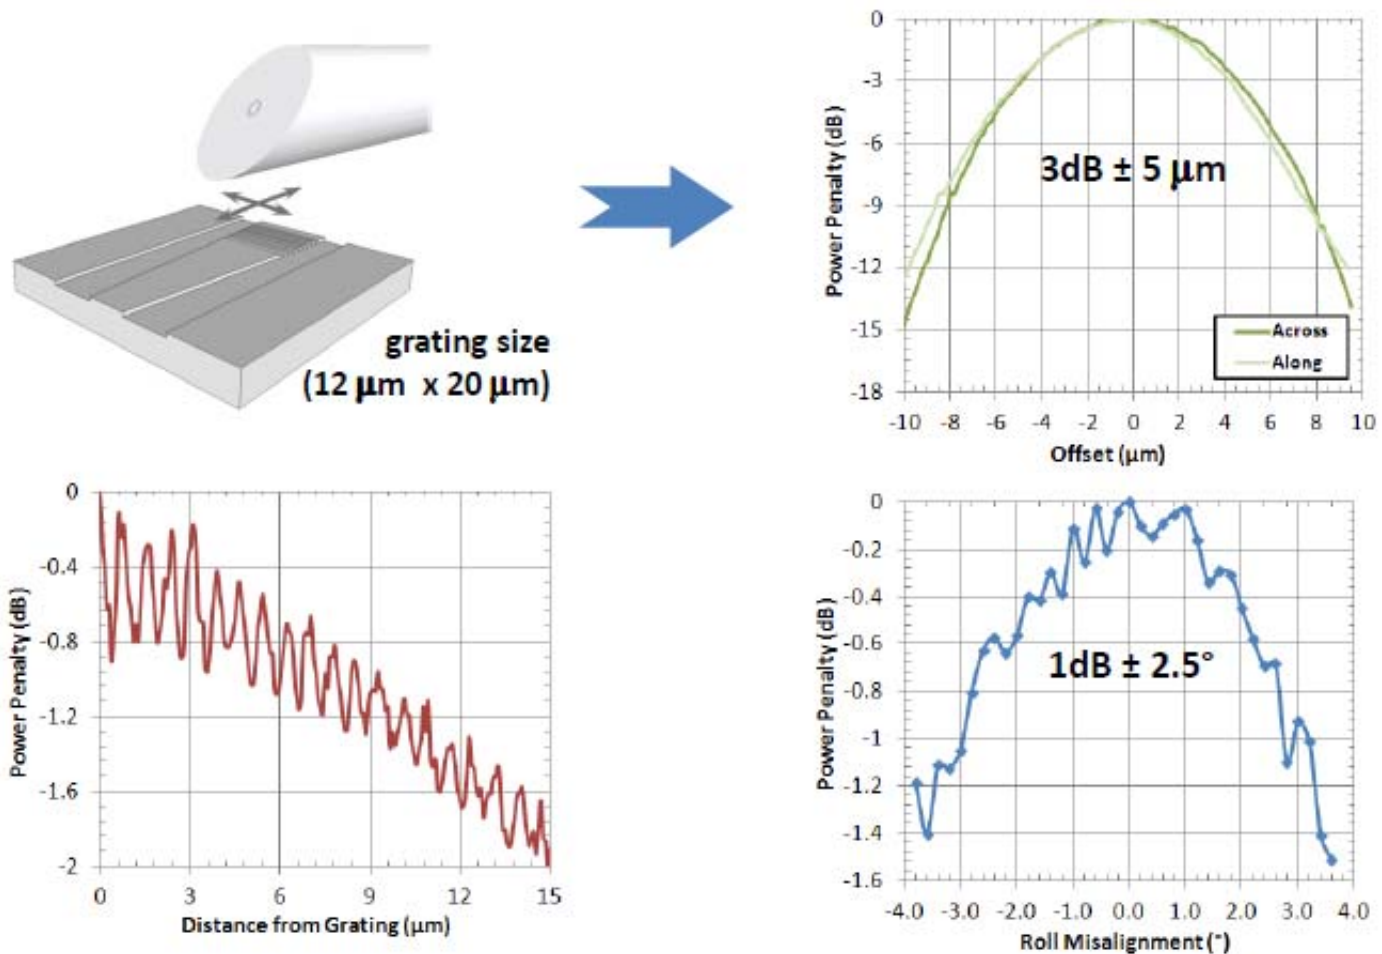 grating size
(12 μm x 20 μm)
0
-3
-6
-9
-12
-15
-18
Power Penalty (dB)
3dB ± 5 μm
Across
Along
-10 -8 -6 -4 -2 0 2 4 6 8 10
Offset (μm)
0
-0.4
-0.8
-1.2
-1.6
-2
Power Penalty (dB)
0 3 6 9 12 15
Distance from Grating (μm)
0
-0.2
-0.4
-0.6
-0.8
-1
-1.2
-1.4
-1.6
Power Penalty (dB)
1dB ± 2.5°
-4.0 -3.0 -2.0 -1.0 0.0 1.0 2.0 3.0 4.0
Roll Misalignment (°)